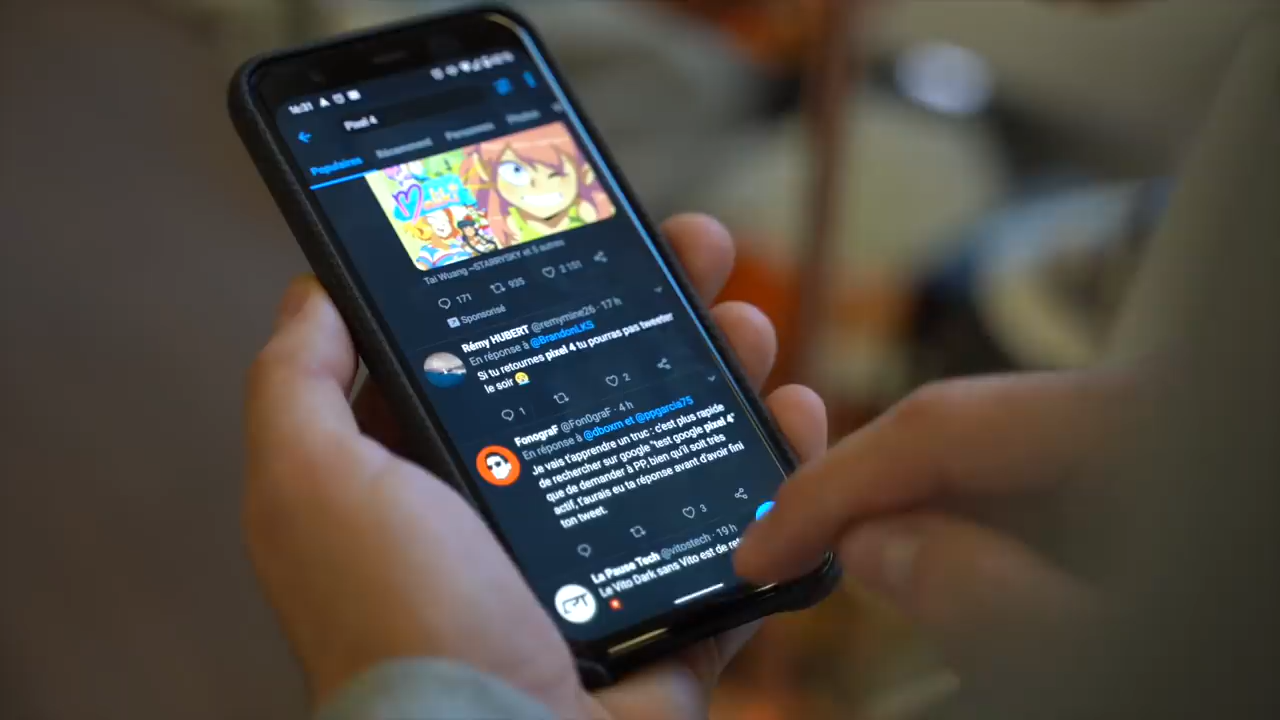 14:31
Pixel 4
Populaires Récemment Personnes Photos
Tai Wuang ~STARRYSKY et 5 autres
171 935 2 151
Sponsorisé
Rémy HUBERT @remymine26 · 17 h
En réponse à @BrandonLKS
Si tu retournes pixel 4 tu pourras pas tweeter
le soir 😭
1 2
FonograF @Fon0graF · 4 h
En réponse à @dboxm et @ppgarcia75
Je vais t'apprendre un truc : c'est plus rapide
de rechercher sur google "test google pixel 4"
que de demander à PP, bien qu'il soit très
actif, t'aurais eu ta réponse avant d'avoir fini
ton tweet.
3
La Pause Tech @vitostech · 19 h
Le Vito Dark sans Vito est de ret